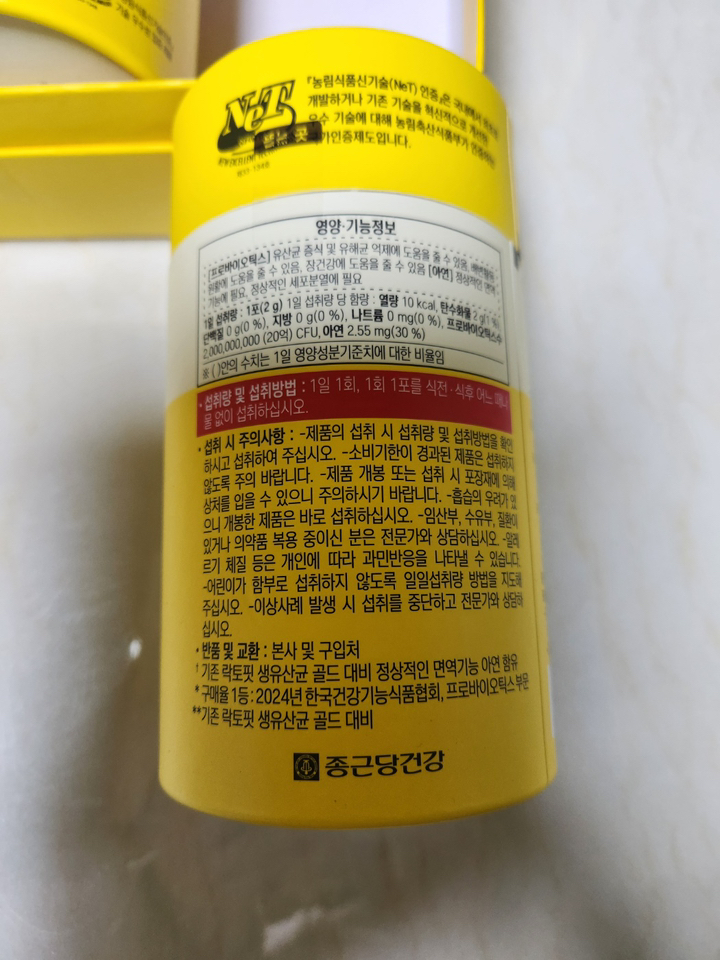 NeT
여는 곳
『농림식품신기술(NeT) 인증』은 국내에서
개발하거나 기존 기술을 혁신적으로 개선한
우수 기술에 대해 농림축산식품부가 인증하는
국가인증제도입니다.
영양·기능정보
[프로바이오틱스] 유산균 증식 및 유해균 억제에 도움을 줄 수 있음, 배변활동
원활에 도움을 줄 수 있음, 장건강에 도움을 줄 수 있음 [아연] 정상적인 면역
기능에 필요, 정상적인 세포분열에 필요
1일 섭취량 : 1포(2 g) 1일 섭취량 당 함량 : 열량 10 kcal, 탄수화물 2 g(1 %),
단백질 0 g(0 %), 지방 0 g(0 %), 나트륨 0 mg(0 %), 프로바이오틱스수
2,000,000,000 (20억) CFU, 아연 2.55 mg(30 %)
※ ( )안의 수치는 1일 영양성분기준치에 대한 비율임
• 섭취량 및 섭취방법 : 1일 1회, 1회 1포를 식전·식후 어느 때나
물 없이 섭취하십시오.
• 섭취 시 주의사항 : -제품의 섭취 시 섭취량 및 섭취방법을 확인
하시고 섭취하여 주십시오. -소비기한이 경과된 제품은 섭취하지
않도록 주의 바랍니다. -제품 개봉 또는 섭취 시 포장재에 의해
상처를 입을 수 있으니 주의하시기 바랍니다. -흡습의 우려가 있
으니 개봉한 제품은 바로 섭취하십시오. -임산부, 수유부, 질환이
있거나 의약품 복용 중이신 분은 전문가와 상담하십시오. -알레
르기 체질 등은 개인에 따라 과민반응을 나타낼 수 있습니다.
-어린이가 함부로 섭취하지 않도록 일일섭취량 방법을 지도해
주십시오. -이상사례 발생 시 섭취를 중단하고 전문가와 상담하
십시오.
• 반품 및 교환 : 본사 및 구입처
† 기존 락토핏 생유산균 골드 대비 정상적인 면역기능 아연 함유
* 구매율 1등 : 2024년 한국건강기능식품협회, 프로바이오틱스 부문
**기존 락토핏 생유산균 골드 대비
종근당건강